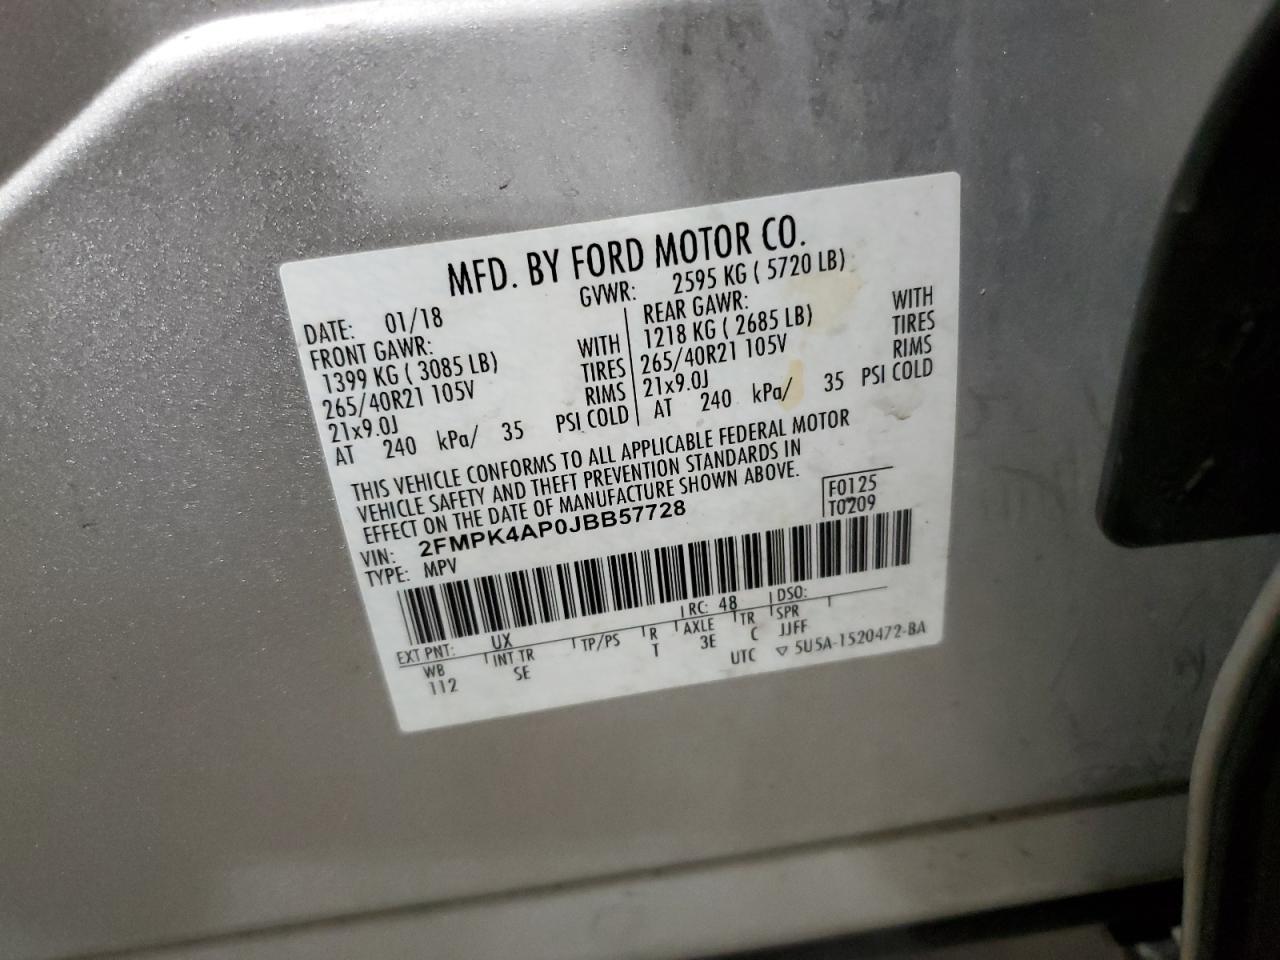 MFD. BY FORD MOTOR CO.
DATE: 01/18 GVWR: 2595 KG ( 5720 LB)
FRONT GAWR: REAR GAWR:
1399 KG ( 3085 LB) WITH 1218 KG ( 2685 LB) WITH
265/40R21 105V TIRES 265/40R21 105V TIRES
21x9.0J RIMS 21x9.0J RIMS
AT 240 kPa/ 35 PSI COLD AT 240 kPa/ 35 PSI COLD
THIS VEHICLE CONFORMS TO ALL APPLICABLE FEDERAL MOTOR
VEHICLE SAFETY AND THEFT PREVENTION STANDARDS IN
EFFECT ON THE DATE OF MANUFACTURE SHOWN ABOVE.
VIN: 2FMPK4AP0JBB57728 F0125
TYPE: MPV T0209
EXT PNT: UX RC: 48 DSO:
WB INT TR TP/PS R AXLE TR SPR
112 SE T 3E C JJFF
UTC ▽ 5U5A-1520472-BA